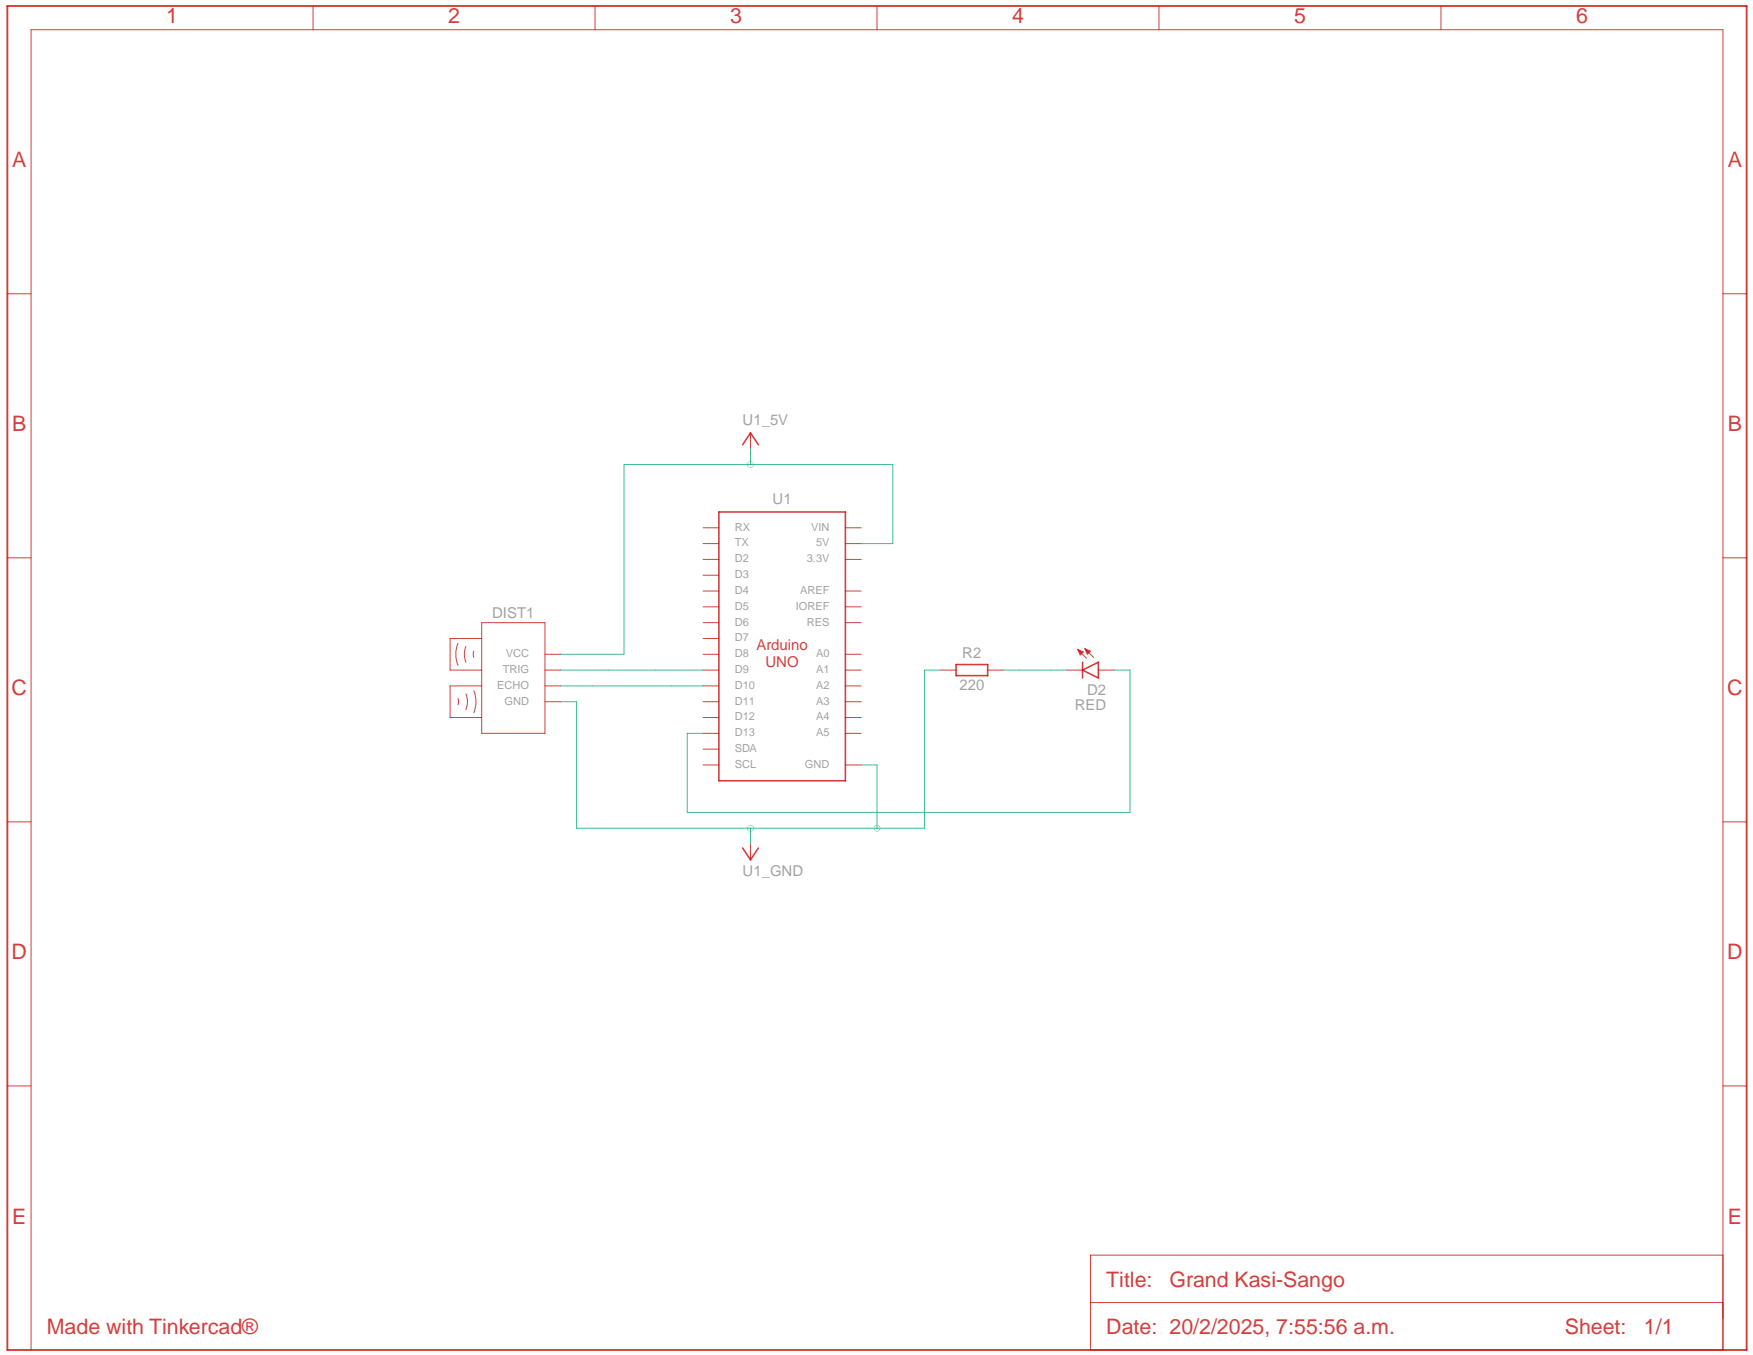 1 2 3 4 5 6
A A
B B
U1_5V
U1
RX VIN
TX 5V
D2 3.3V
D3
D4 AREF
D5 IOREF
D6 RES
D7
Arduino
UNO
D8 A0
D9 A1
D10 A2
D11 A3
D12 A4
D13 A5
SDA
SCL GND
DIST1
VCC
TRIG
ECHO
GND
R2
220
D2
RED
C C
U1_GND
D D
E E
Title: Grand Kasi-Sango
Made with Tinkercad®
Date: 20/2/2025, 7:55:56 a.m. Sheet: 1/1